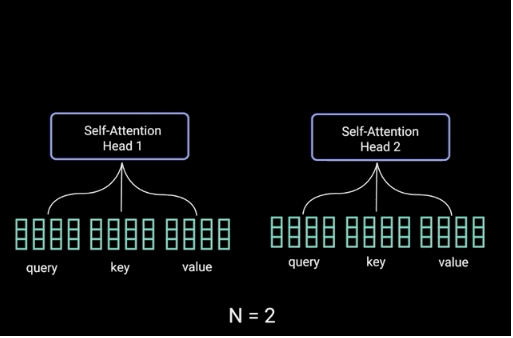 Self-Attention
Head 1
Self-Attention
Head 2
query key value
query key value
N = 2